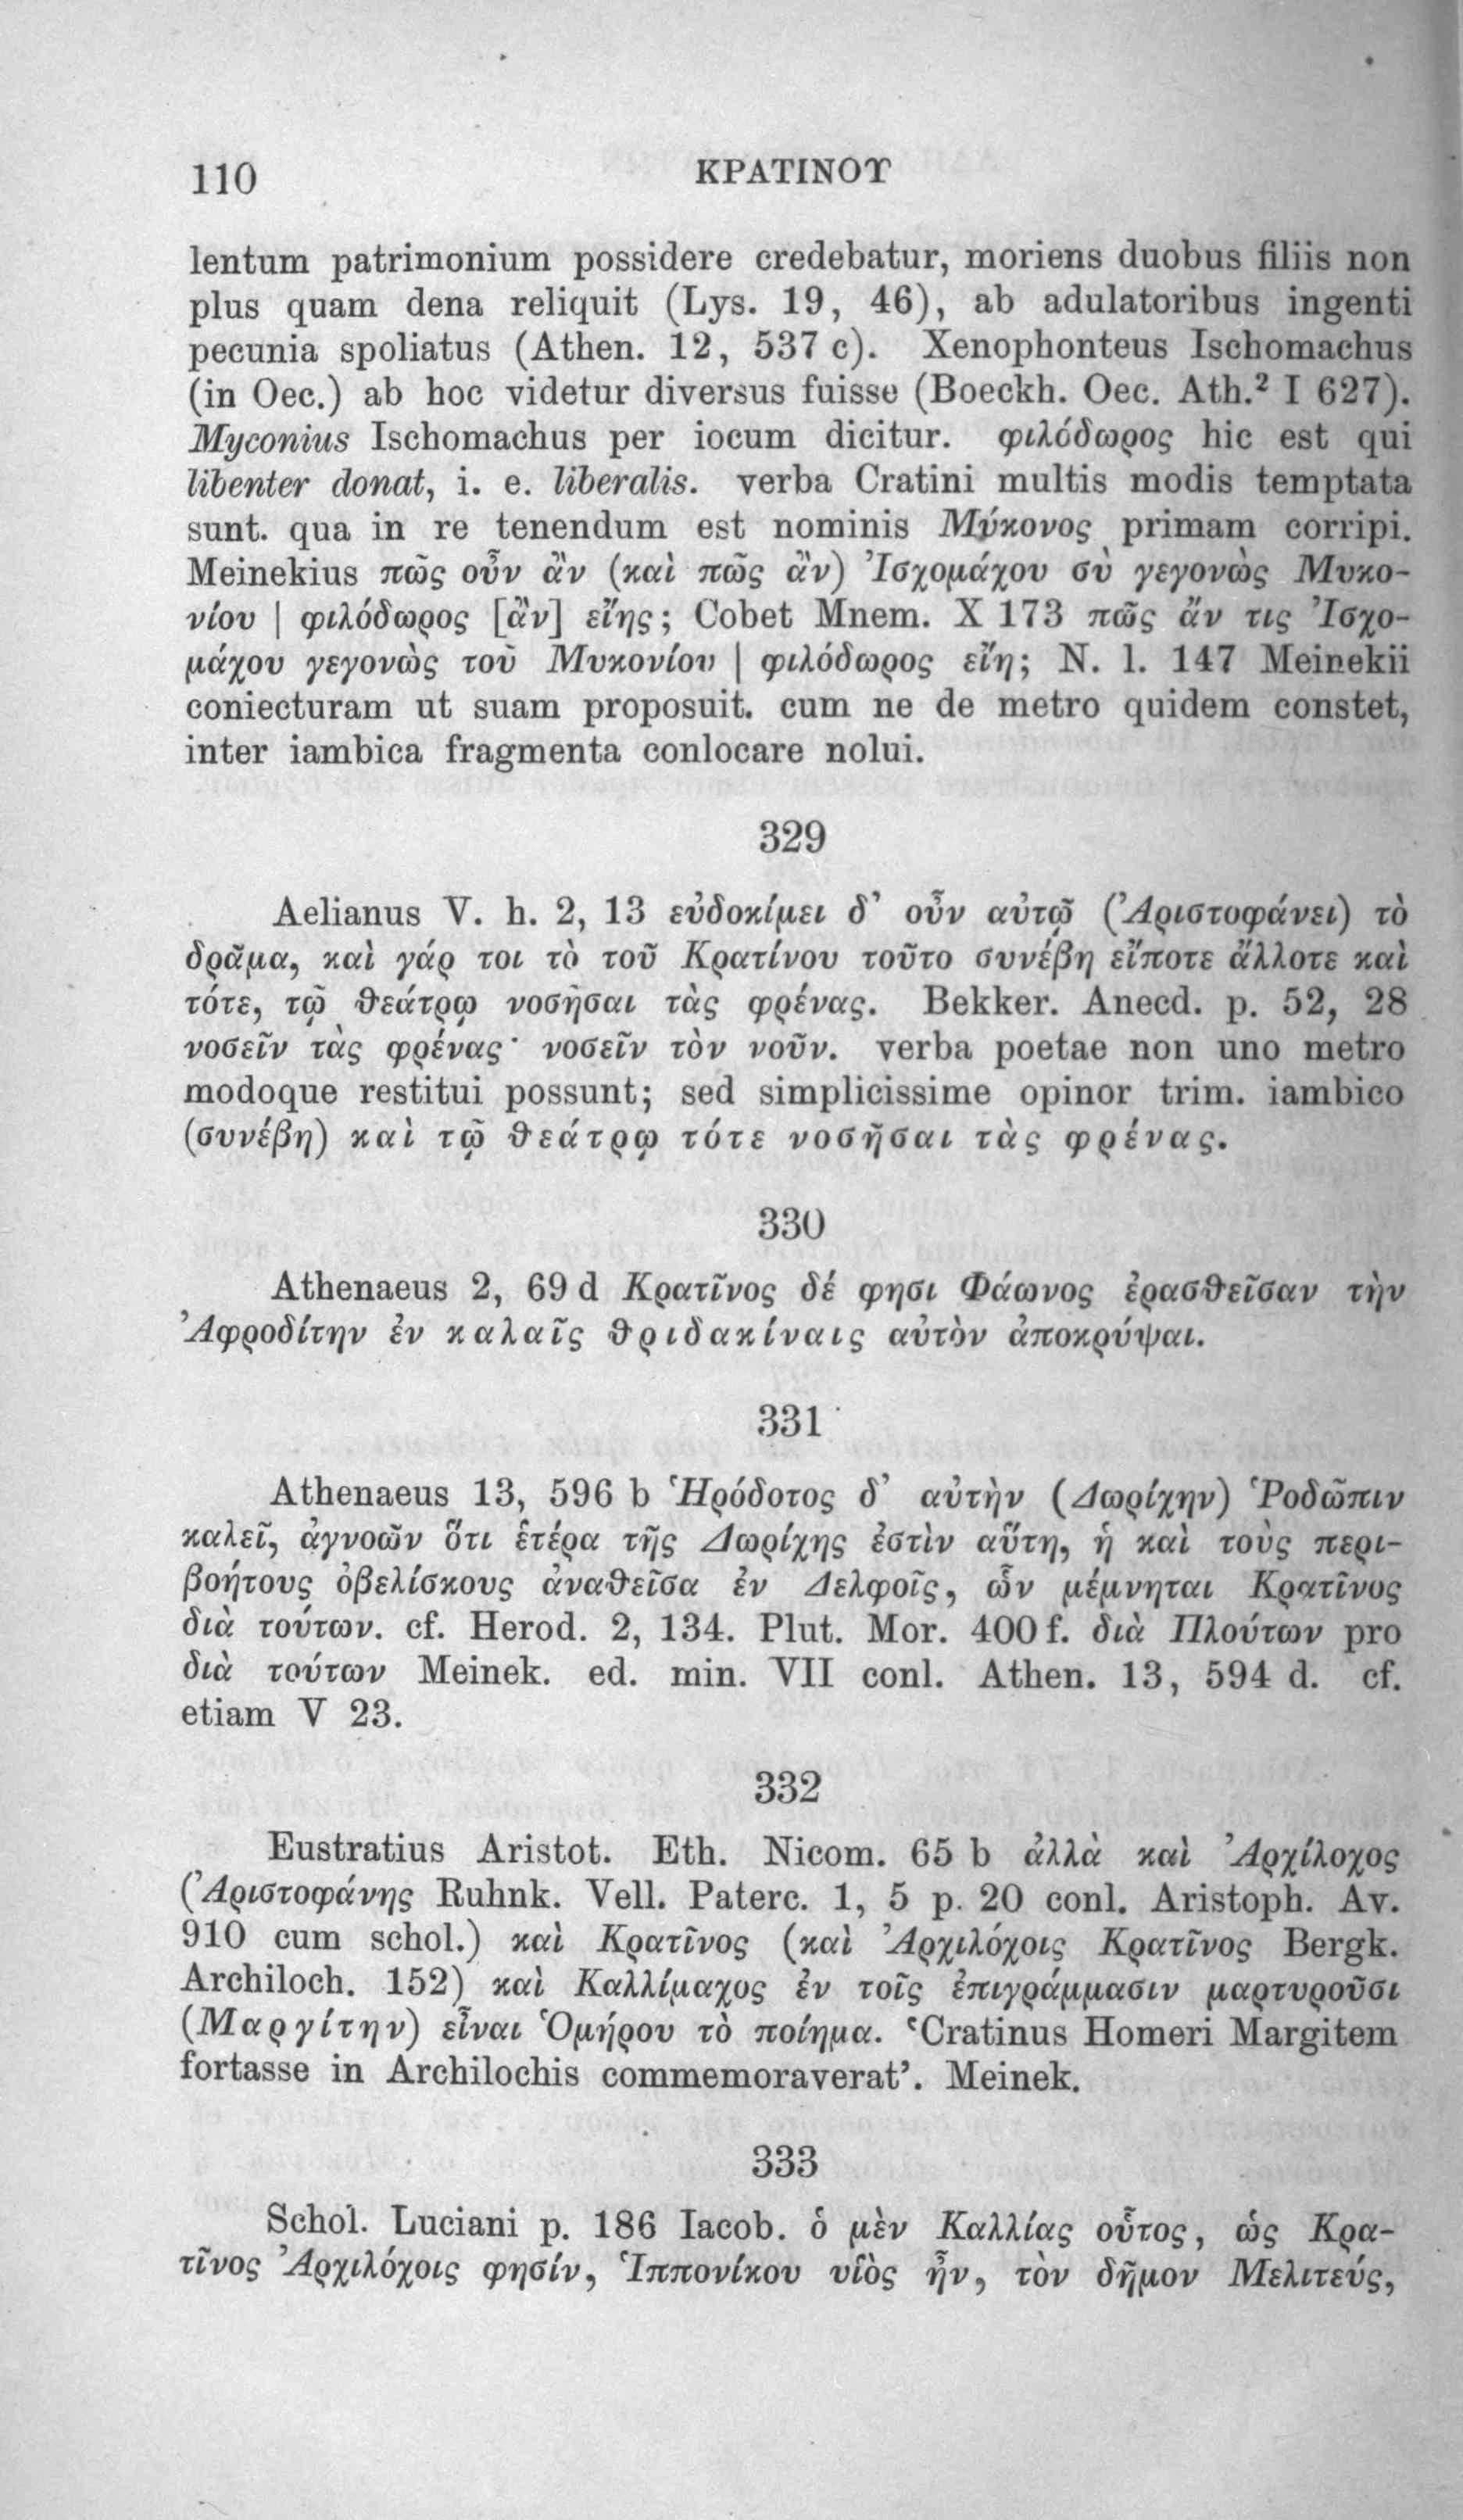 110
ΚΡΑΤΙΝΟΥ
lentum patrimonium possidere credebatur, moriens duobus filiis non
plus quam dena reliquit (Lys. 19, 46), ab adulatoribus ingenti
pecunia spoliatus (Athen. 12, 537 c). Xenophonteus Ischomachus
(in Oec.) ab hoc videtur diversus fuisse (Boeckh. Oec. Ath.² I 627).
Myconius Ischomachus per iocum dicitur. φιλόδωρος hic est qui
libenter donat, i. e. liberalis. verba Cratini multis modis temptata
sunt. qua in re tenendum est nominis Μύκονος primam corripi.
Meinekius πῶς οὖν ἂν (καὶ πῶς ἂν) Ἰσχομάχου σὺ γεγονὼς Μυκο-
νίου | φιλόδωρος [ἂν] εἴης; Cobet Mnem. X 173 πῶς ἄν τις Ἰσχο-
μάχου γεγονὼς τοῦ Μυκονίου | φιλόδωρος εἴη; N. l. 147 Meinekii
coniecturam ut suam proposuit. cum ne de metro quidem constet,
inter iambica fragmenta conlocare nolui.
329
Aelianus V. h. 2, 13 εὐδοκίμει δ᾽ οὖν αὐτῷ (Ἀριστοφάνει) τὸ
δρᾶμα, καὶ γάρ τοι τὸ τοῦ Κρατίνου τοῦτο συνέβη εἴποτε ἄλλοτε καὶ
τότε, τῷ θεάτρῳ νοσῆσαι τὰς φρένας. Bekker. Anecd. p. 52, 28
νοσεῖν τὰς φρένας· νοσεῖν τὸν νοῦν. verba poetae non uno metro
modoque restitui possunt; sed simplicissime opinor trim. iambico
(συνέβη) καὶ τῷ θεάτρῳ τότε νοσῆσαι τὰς φρένας.
330
Athenaeus 2, 69 d Κρατῖνος δέ φησι Φάωνος ἐρασθεῖσαν τὴν
Ἀφροδίτην ἐν καλαῖς θριδακίναις αὐτὸν ἀποκρύψαι.
331
Athenaeus 13, 596 b Ἡρόδοτος δ᾽ αὐτὴν (Δωρίχην) Ῥοδῶπιν
καλεῖ, ἀγνοῶν ὅτι ἑτέρα τῆς Δωρίχης ἐστὶν αὕτη, ἡ καὶ τοὺς περι-
βοήτους ὀβελίσκους ἀναθεῖσα ἐν Δελφοῖς, ὧν μέμνηται Κρατῖνος
διὰ τούτων. cf. Herod. 2, 134. Plut. Mor. 400 f. διὰ Πλούτων pro
διὰ τούτων Meinek. ed. min. VII conl. Athen. 13, 594 d. cf.
etiam V 23.
332
Eustratius Aristot. Eth. Nicom. 65 b ἀλλὰ καὶ Ἀρχίλοχος
(Ἀριστοφάνης Ruhnk. Vell. Paterc. 1, 5 p. 20 conl. Aristoph. Av.
910 cum schol.) καὶ Κρατῖνος (καὶ Ἀρχιλόχοις Κρατῖνος Bergk.
Archiloch. 152) καὶ Καλλίμαχος ἐν τοῖς ἐπιγράμμασιν μαρτυροῦσι
(Μαργίτην) εἶναι Ὁμήρου τὸ ποίημα. ‘Cratinus Homeri Margitem
fortasse in Archilochis commemoraverat’. Meinek.
333
Schol. Luciani p. 186 Iacob. ὁ μὲν Καλλίας οὗτος, ὡς Κρα-
τῖνος Ἀρχιλόχοις φησίν, Ἱππονίκου υἱὸς ἦν, τὸν δῆμον Μελιτεύς,